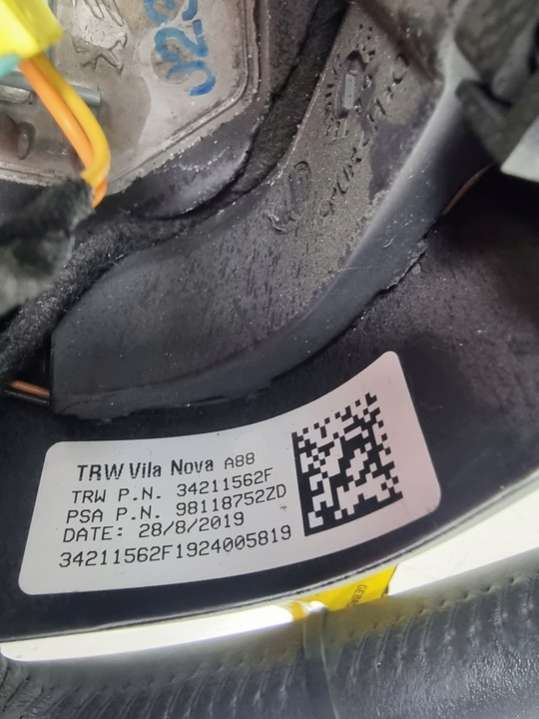 TRW Vila Nova A88
TRW P.N. 34211562F
PSA P.N. 98118752ZD
DATE: 28/8/2019
34211562F1924005819